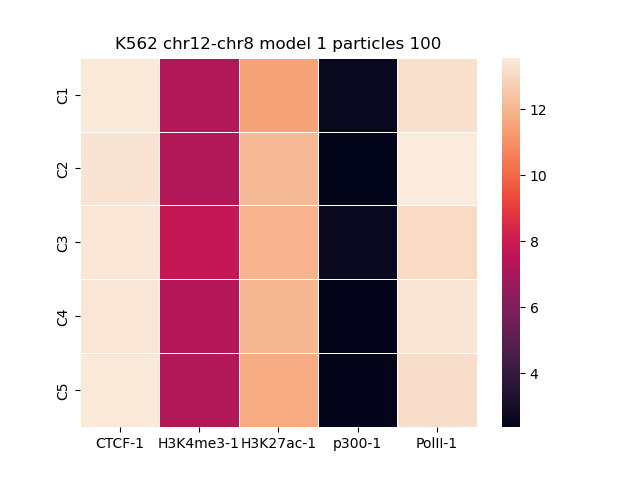 K562 chr12-chr8 model 1 particles 100
C1
C2
C3
C4
C5
CTCF-1 H3K4me3-1 H3K27ac-1 p300-1 PolII-1
12
10
8
6
4